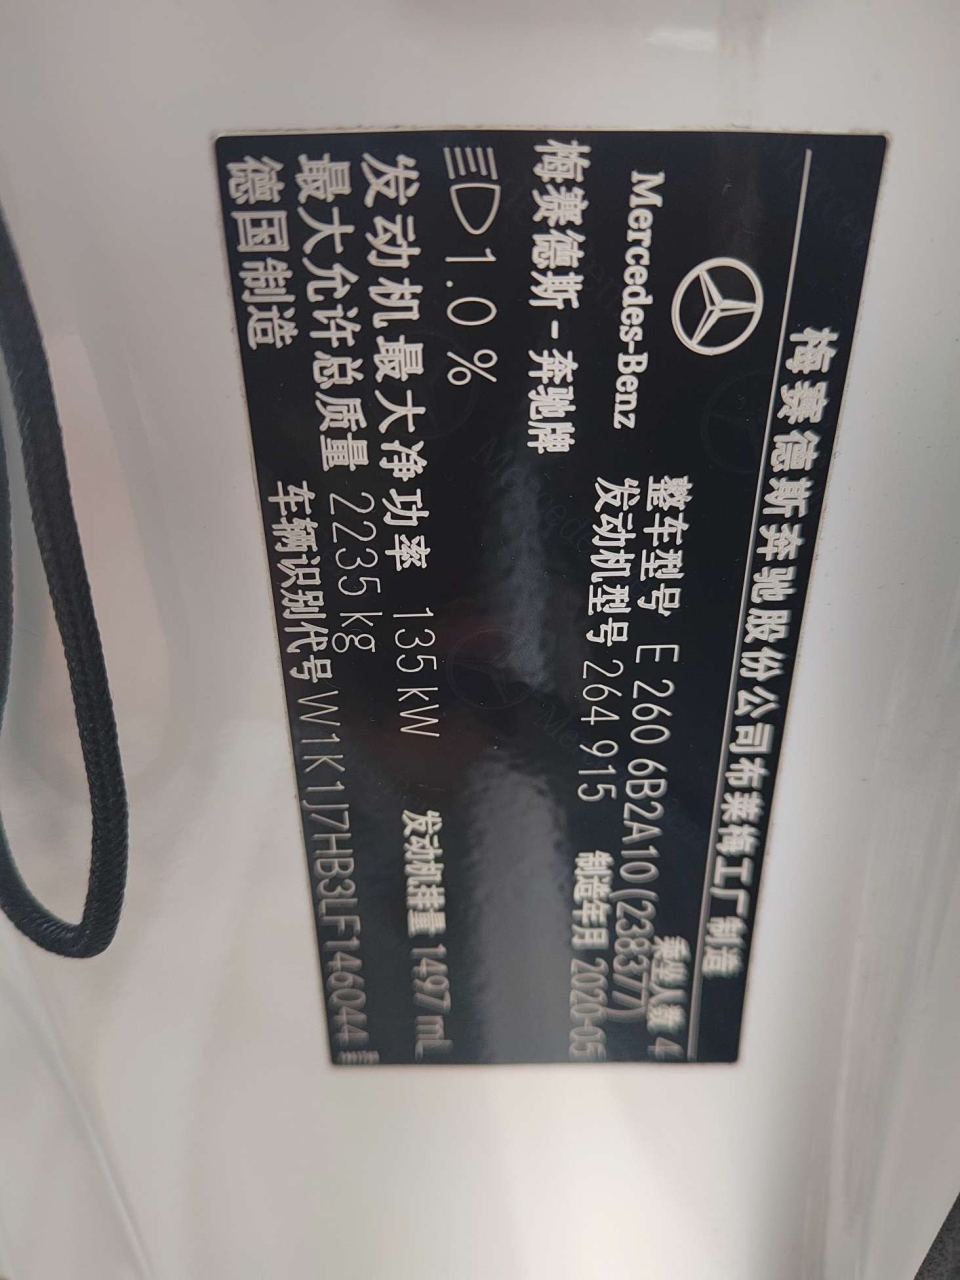 梅赛德斯奔驰股份公司布莱梅工厂制造
Mercedes-Benz
整车型号 E 260 6B2A10 (238377)
乘坐人数 4
梅赛德斯-奔驰牌
发动机型号 264 915
制造年月 2020-05
1.0 %
发动机最大净功率 135 kW
发动机排量 1497 mL
最大允许总质量 2235 kg
德国制造
车辆识别代号 W1K1J7HB3LF146044